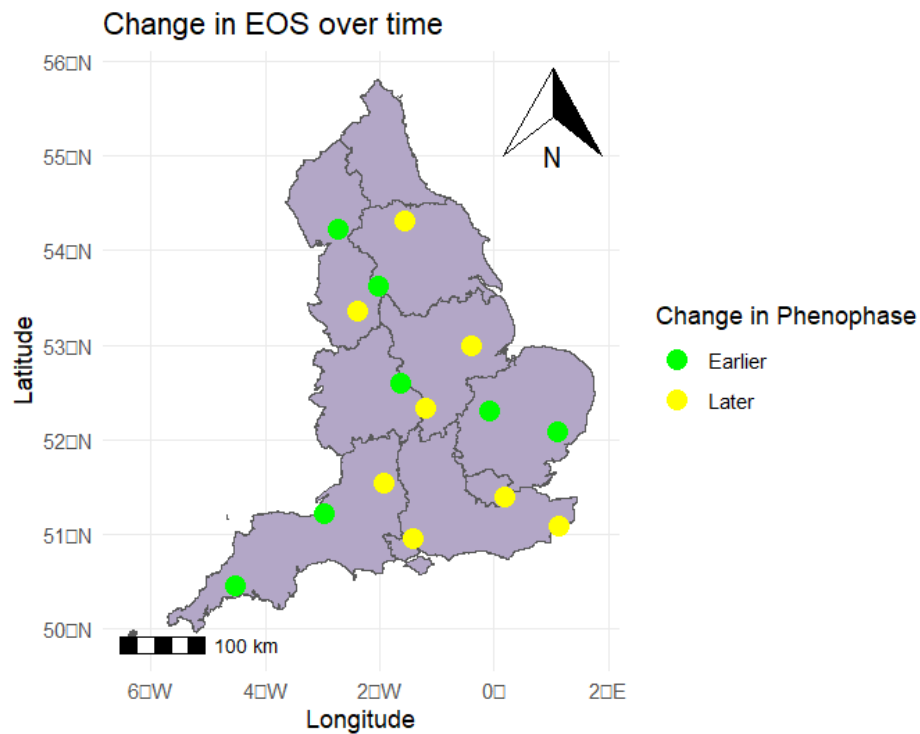 Change in EOS over time
56□N
55□N
54□N
53□N
52□N
51□N
50□N
Latitude
N
100 km
6□W
4□W
2□W
0□
2□E
Longitude
Change in Phenophase
Earlier
Later